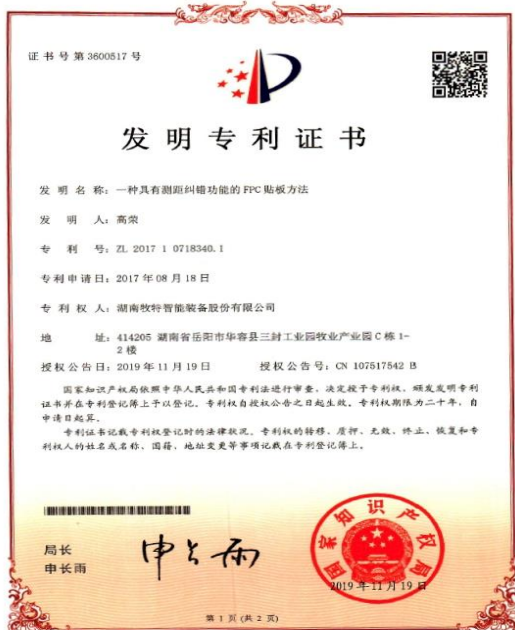 证书号第3600517号
发明专利证书
发 明 名 称：一种具有测距纠错功能的FPC贴板方法
发 明 人：高荣
专 利 号：ZL 2017 1 0718340.1
专利申请日：2017年08月18日
专 利 权 人：湖南牧特智能装备股份有限公司
地 址：414205 湖南省岳阳市华容县三封工业园牧业产业园C栋1-
2楼
授权公告日：2019年11月19日 授权公告号：CN 107517542 B
国家知识产权局依照中华人民共和国专利法进行审查，决定授予专利权，颁发发明专利
证书并在专利登记簿上予以登记。专利权自授权公告之日起生效。专利权期限为二十年，自
申请日起算。
专利证书记载专利权登记时的法律状况。专利权的转移、质押、无效、终止、恢复和专
利权人的姓名或名称、国籍、地址变更等事项记载在专利登记簿上。
局长
申长雨
申长雨
国家知识产权局
2019年11月19日
第 1 页 (共 2 页)